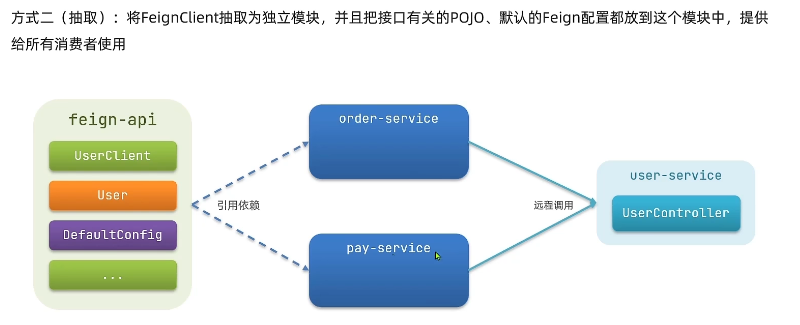 方式二（抽取）：将FeignClient抽取为独立模块，并且把接口有关的POJO、默认的Feign配置都放到这个模块中，提供
给所有消费者使用
feign-api
UserClient
User
DefaultConfig
...
引用依赖
order-service
pay-service
远程调用
user-service
UserController